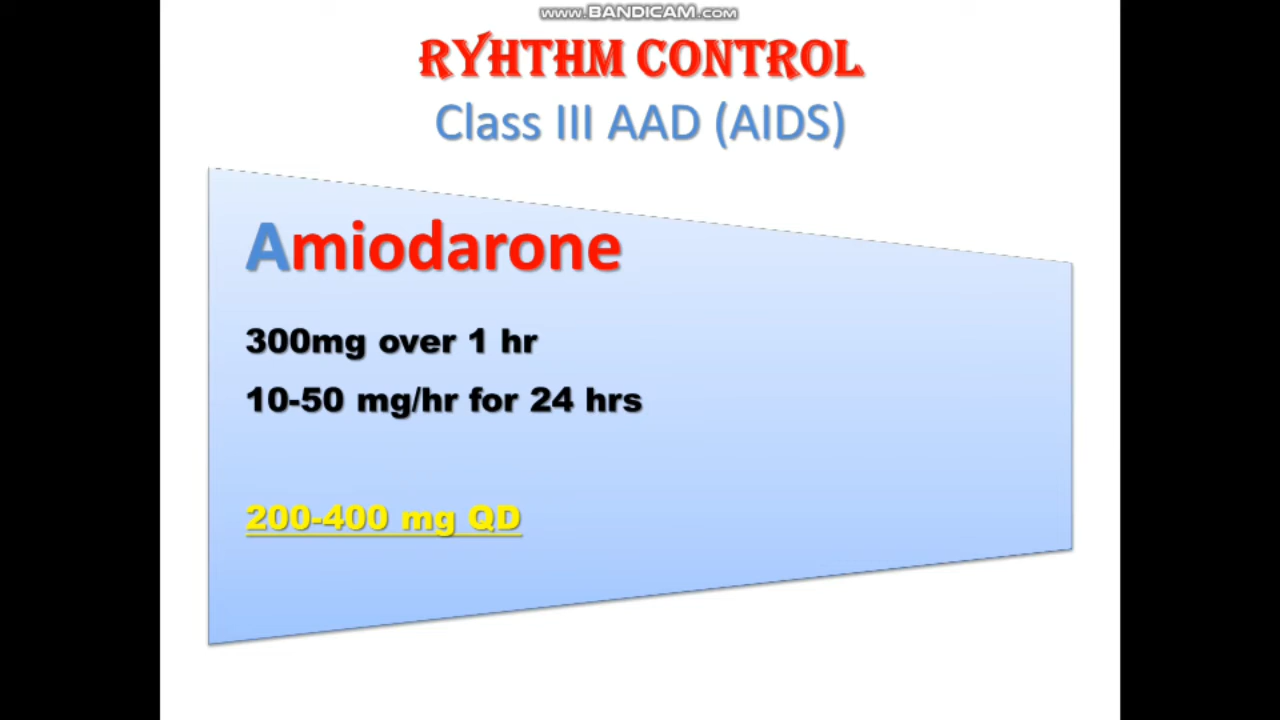 www.BANDICAM.com
RYHTHM CONTROL
Class III AAD (AIDS)
Amiodarone
300mg over 1 hr
10-50 mg/hr for 24 hrs
200-400 mg QD